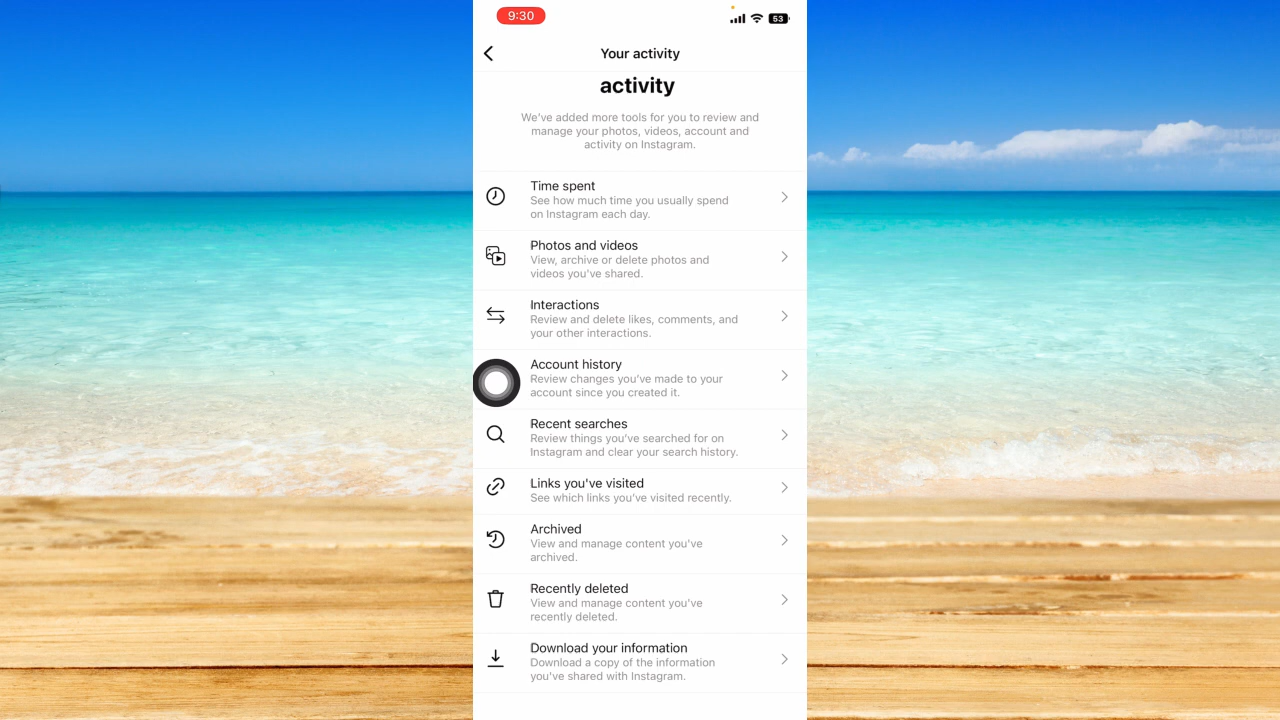 9:30
53
Your activity
activity
We've added more tools for you to review and
manage your photos, videos, account and
activity on Instagram.
Time spent
See how much time you usually spend
on Instagram each day.
Photos and videos
View, archive or delete photos and
videos you've shared.
Interactions
Review and delete likes, comments, and
your other interactions.
Account history
Review changes you've made to your
account since you created it.
Recent searches
Review things you've searched for on
Instagram and clear your search history.
Links you've visited
See which links you've visited recently.
Archived
View and manage content you've
archived.
Recently deleted
View and manage content you've
recently deleted.
Download your information
Download a copy of the information
you've shared with Instagram.